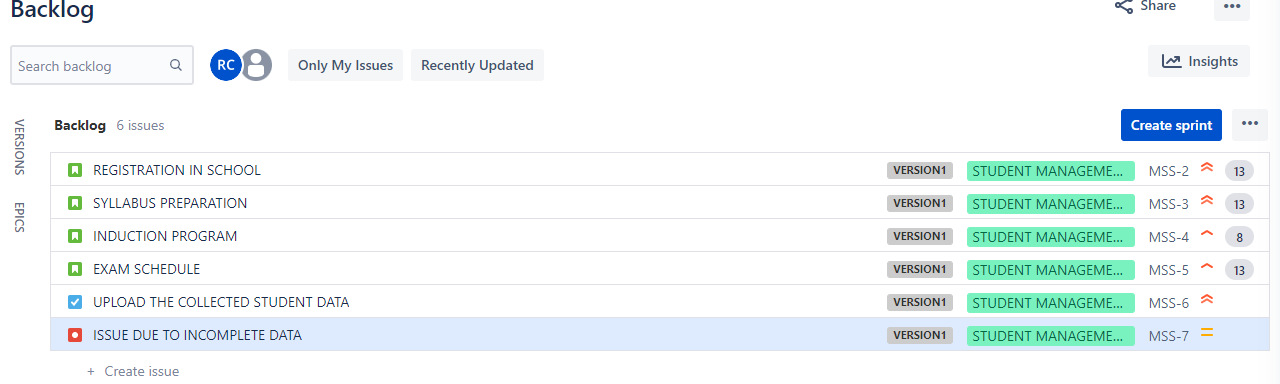 Backlog
Share
Search backlog RC Only My Issues Recently Updated Insights
VERSIONS
EPICS
Backlog 6 issues Create sprint
REGISTRATION IN SCHOOL VERSION1 STUDENT MANAGEME... MSS-2 13
SYLLABUS PREPARATION VERSION1 STUDENT MANAGEME... MSS-3 13
INDUCTION PROGRAM VERSION1 STUDENT MANAGEME... MSS-4 8
EXAM SCHEDULE VERSION1 STUDENT MANAGEME... MSS-5 13
UPLOAD THE COLLECTED STUDENT DATA VERSION1 STUDENT MANAGEME... MSS-6
ISSUE DUE TO INCOMPLETE DATA VERSION1 STUDENT MANAGEME... MSS-7
+ Create issue